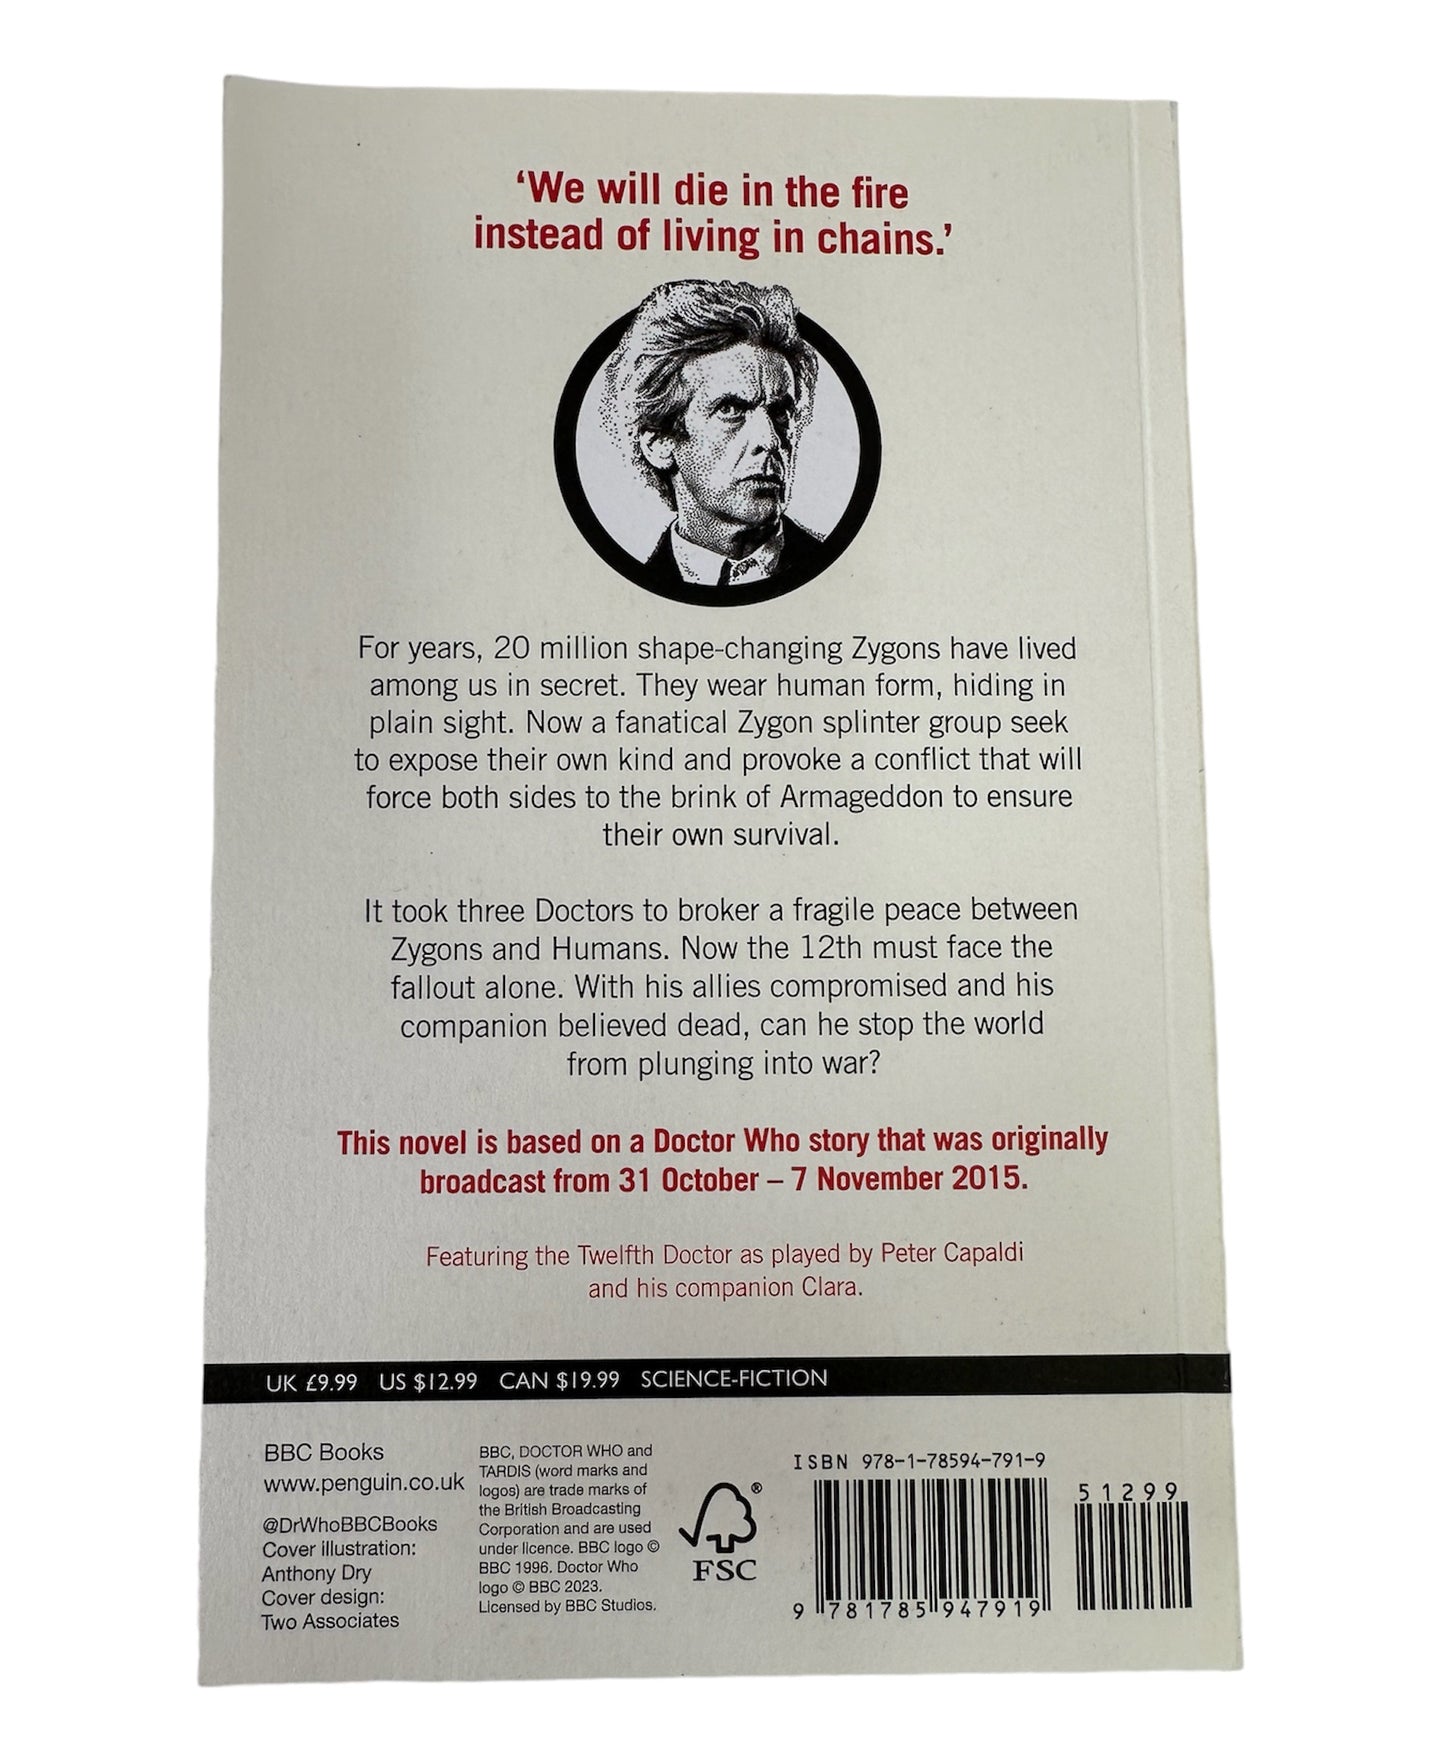 ‘We will die in the fire
instead of living in chains.’
For years, 20 million shape-changing Zygons have lived
among us in secret. They wear human form, hiding in
plain sight. Now a fanatical Zygon splinter group seek
to expose their own kind and provoke a conflict that will
force both sides to the brink of Armageddon to ensure
their own survival.
It took three Doctors to broker a fragile peace between
Zygons and Humans. Now the 12th must face the
fallout alone. With his allies compromised and his
companion believed dead, can he stop the world
from plunging into war?
This novel is based on a Doctor Who story that was originally
broadcast from 31 October – 7 November 2015.
Featuring the Twelfth Doctor as played by Peter Capaldi
and his companion Clara.
UK £9.99 US $12.99 CAN $19.99 SCIENCE-FICTION
BBC Books
www.penguin.co.uk
@DrWhoBBCBooks
Cover illustration:
Anthony Dry
Cover design:
Two Associates
BBC, DOCTOR WHO and
TARDIS (word marks and
logos) are trade marks of
the British Broadcasting
Corporation and are used
under licence. BBC logo ©
BBC 1996. Doctor Who
logo © BBC 2023.
Licensed by BBC Studios.
®
FSC
ISBN 978-1-78594-791-9
51299
9 781785 947919